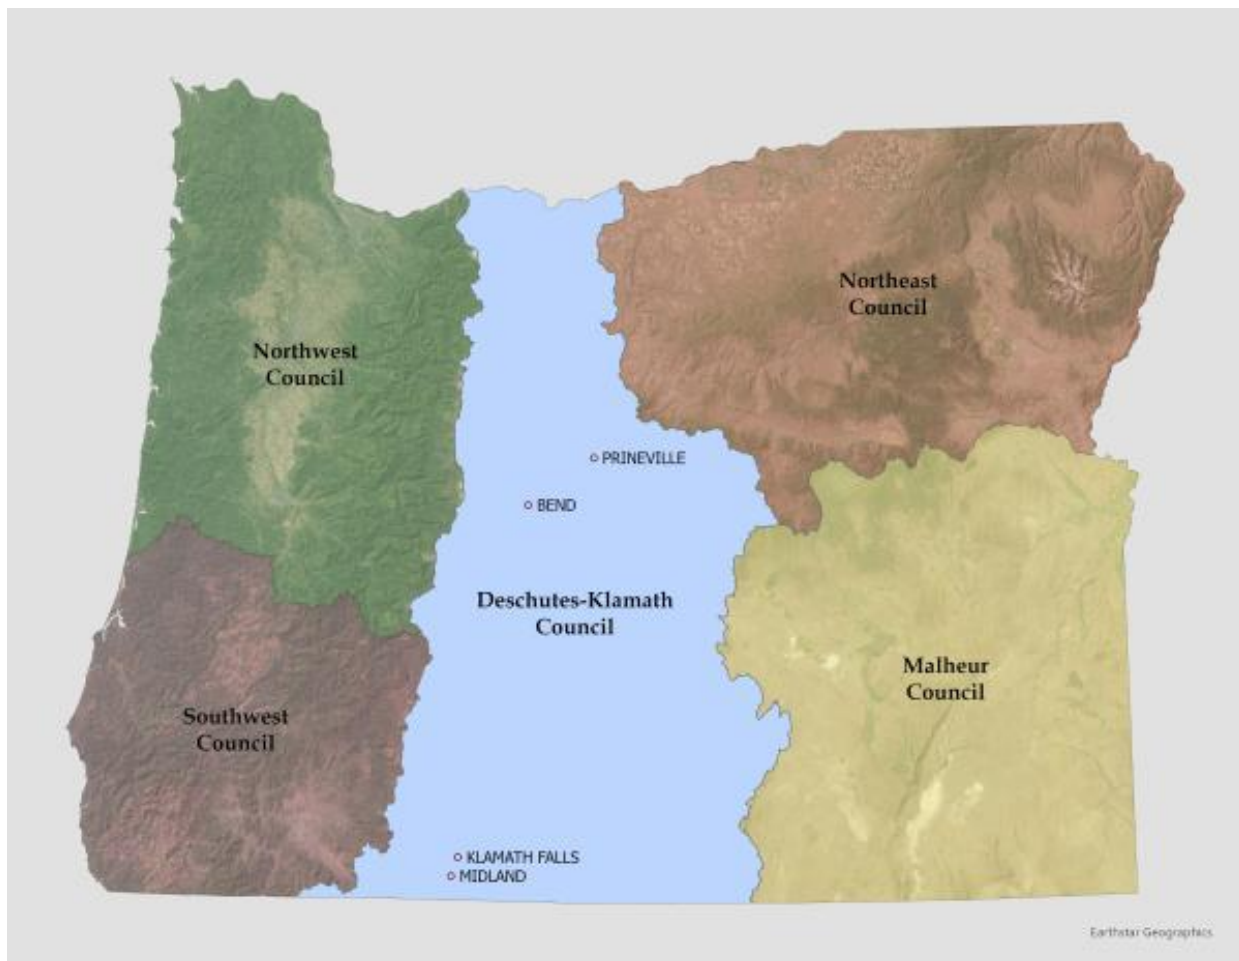 Northeast
Council
Northwest
Council
PRINEVILLE
BEND
Deschutes-Klamath
Council
Malheur
Council
Southwest
Council
KLAMATH FALLS
MIDLAND
Earthstar Geographics